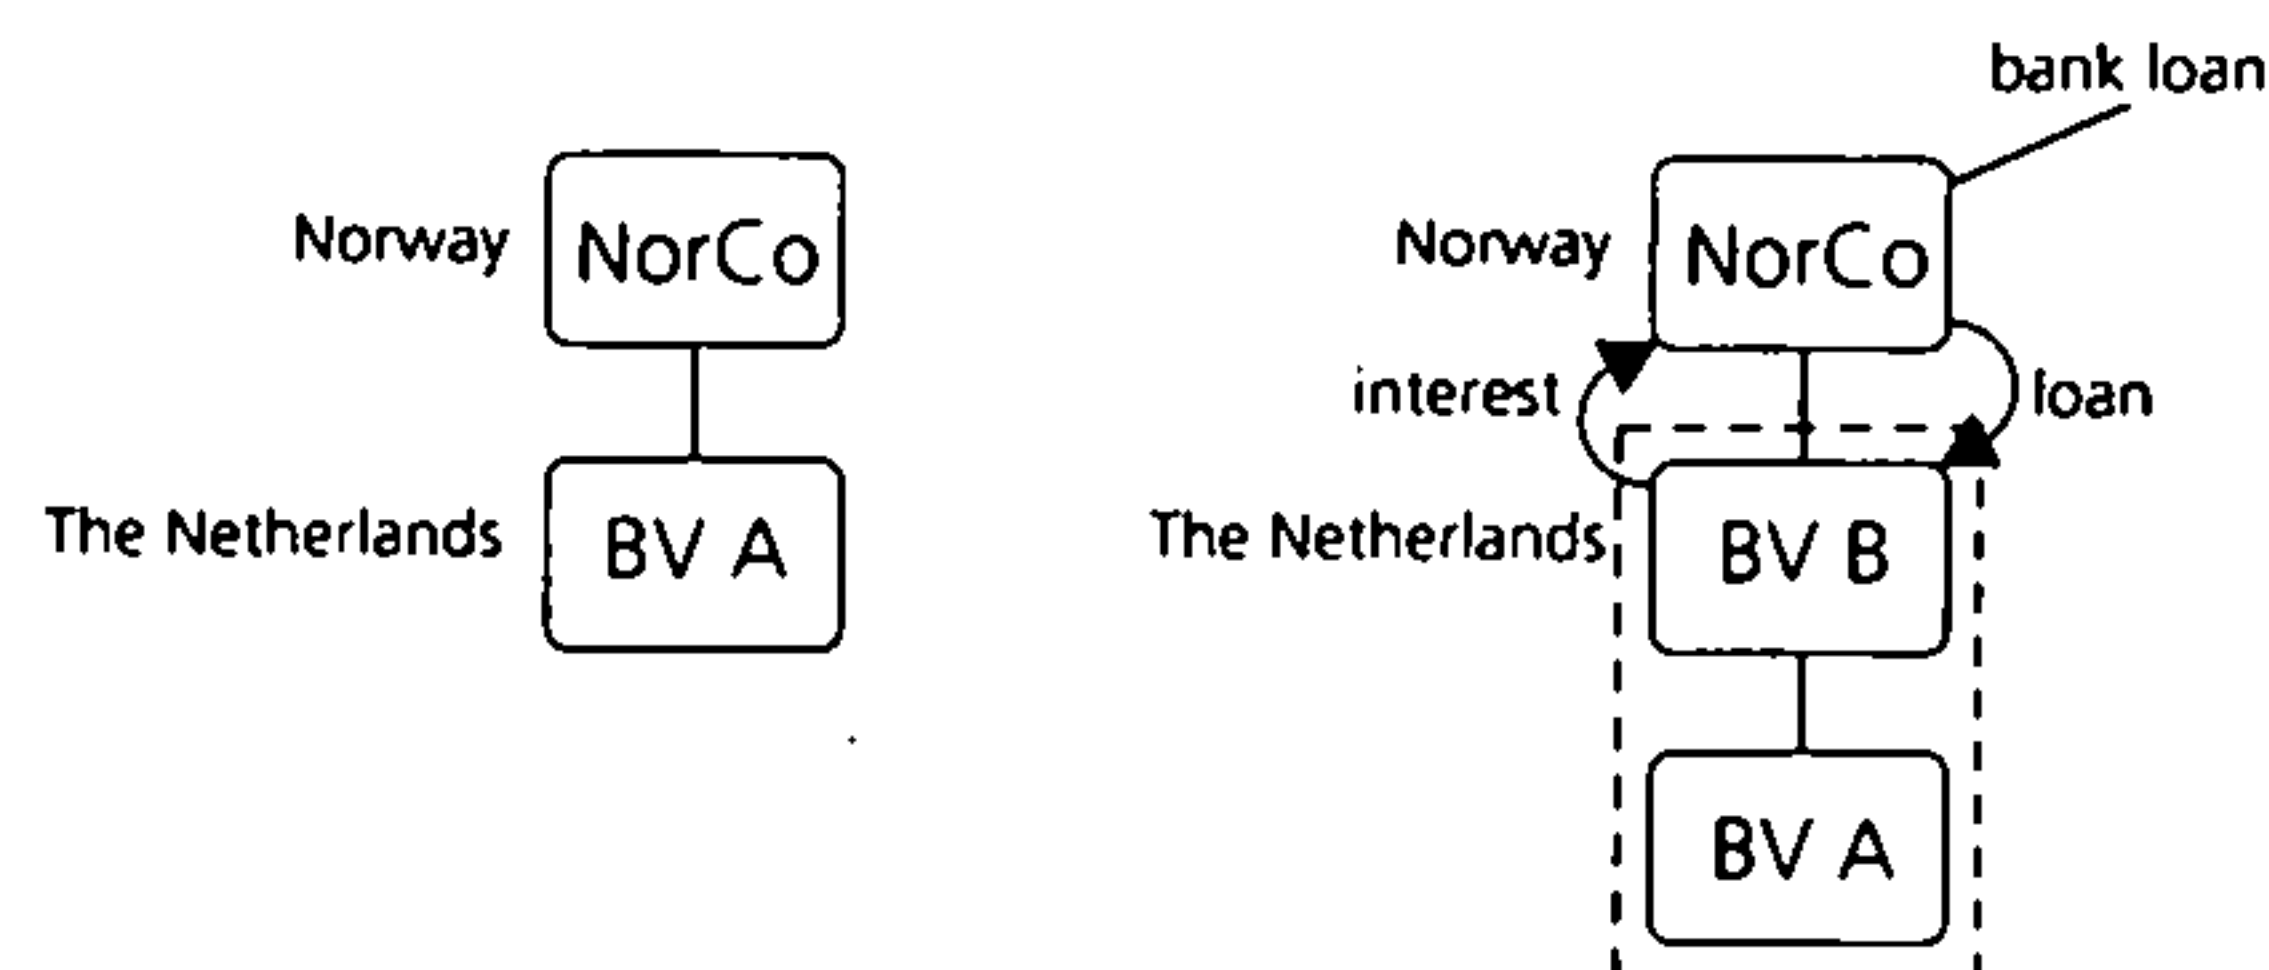 Norway
NorCo
The Netherlands
BV A
bank loan
Norway
NorCo
interest
loan
The Netherlands
BV B
BV A